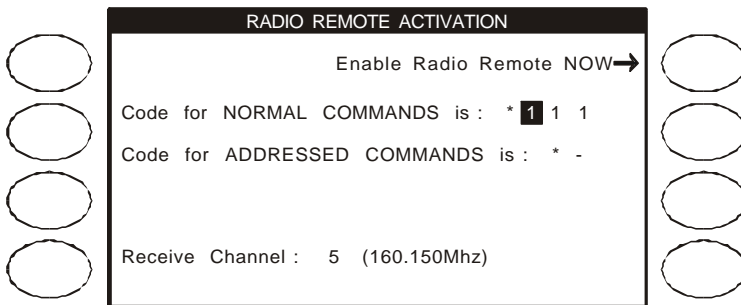 RADIO REMOTE ACTIVATION
Enable Radio Remote NOW→
Code for NORMAL COMMANDS is : * 1 1 1
Code for ADDRESSED COMMANDS is : * -
Receive Channel : 5 (160.150Mhz)